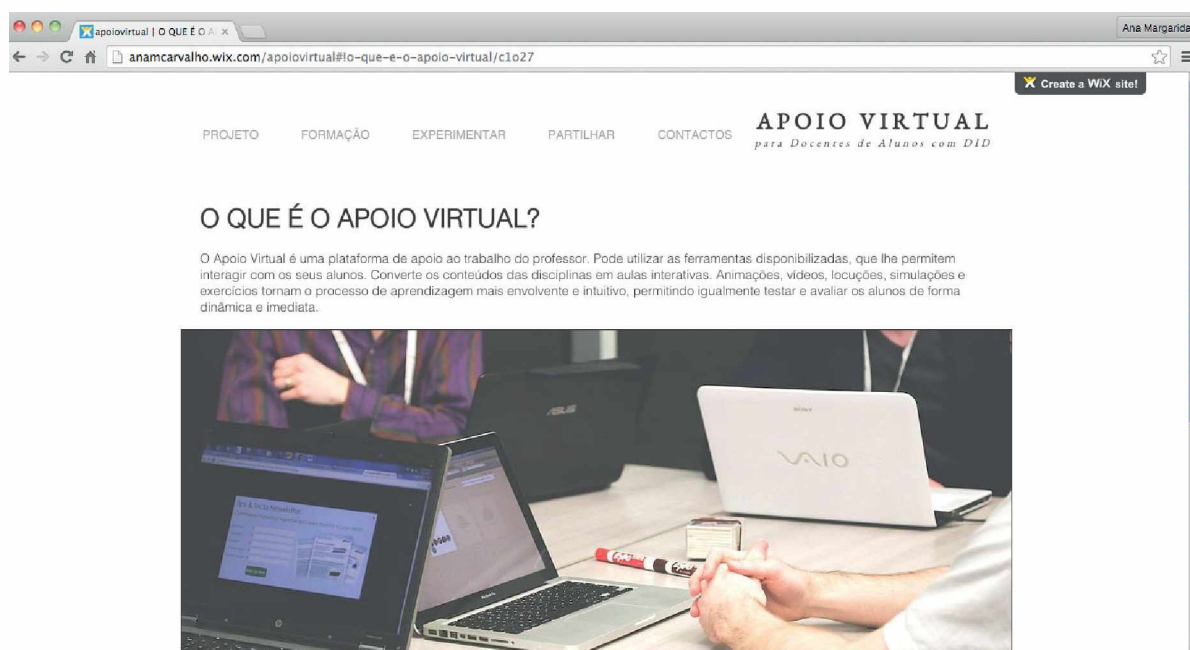 apoiovirtual | O QUE É O A
Ana Margarida
anamcarvalho.wix.com/apoiovirtual#!o-que-e-o-apoio-virtual/c1o27
Create a WiX site!
PROJETO FORMAÇÃO EXPERIMENTAR PARTILHAR CONTACTOS
APOIO VIRTUAL
para Docentes de Alunos com DID
O QUE É O APOIO VIRTUAL?
O Apoio Virtual é uma plataforma de apoio ao trabalho do professor. Pode utilizar as ferramentas disponibilizadas, que lhe permitem
interagir com os seus alunos. Converte os conteúdos das disciplinas em aulas interativas. Animações, vídeos, locuções, simulações e
exercícios tornam o processo de aprendizagem mais envolvente e intuitivo, permitindo igualmente testar e avaliar os alunos de forma
dinâmica e imediata.
ASUS
SONY
VAIO
EXPO